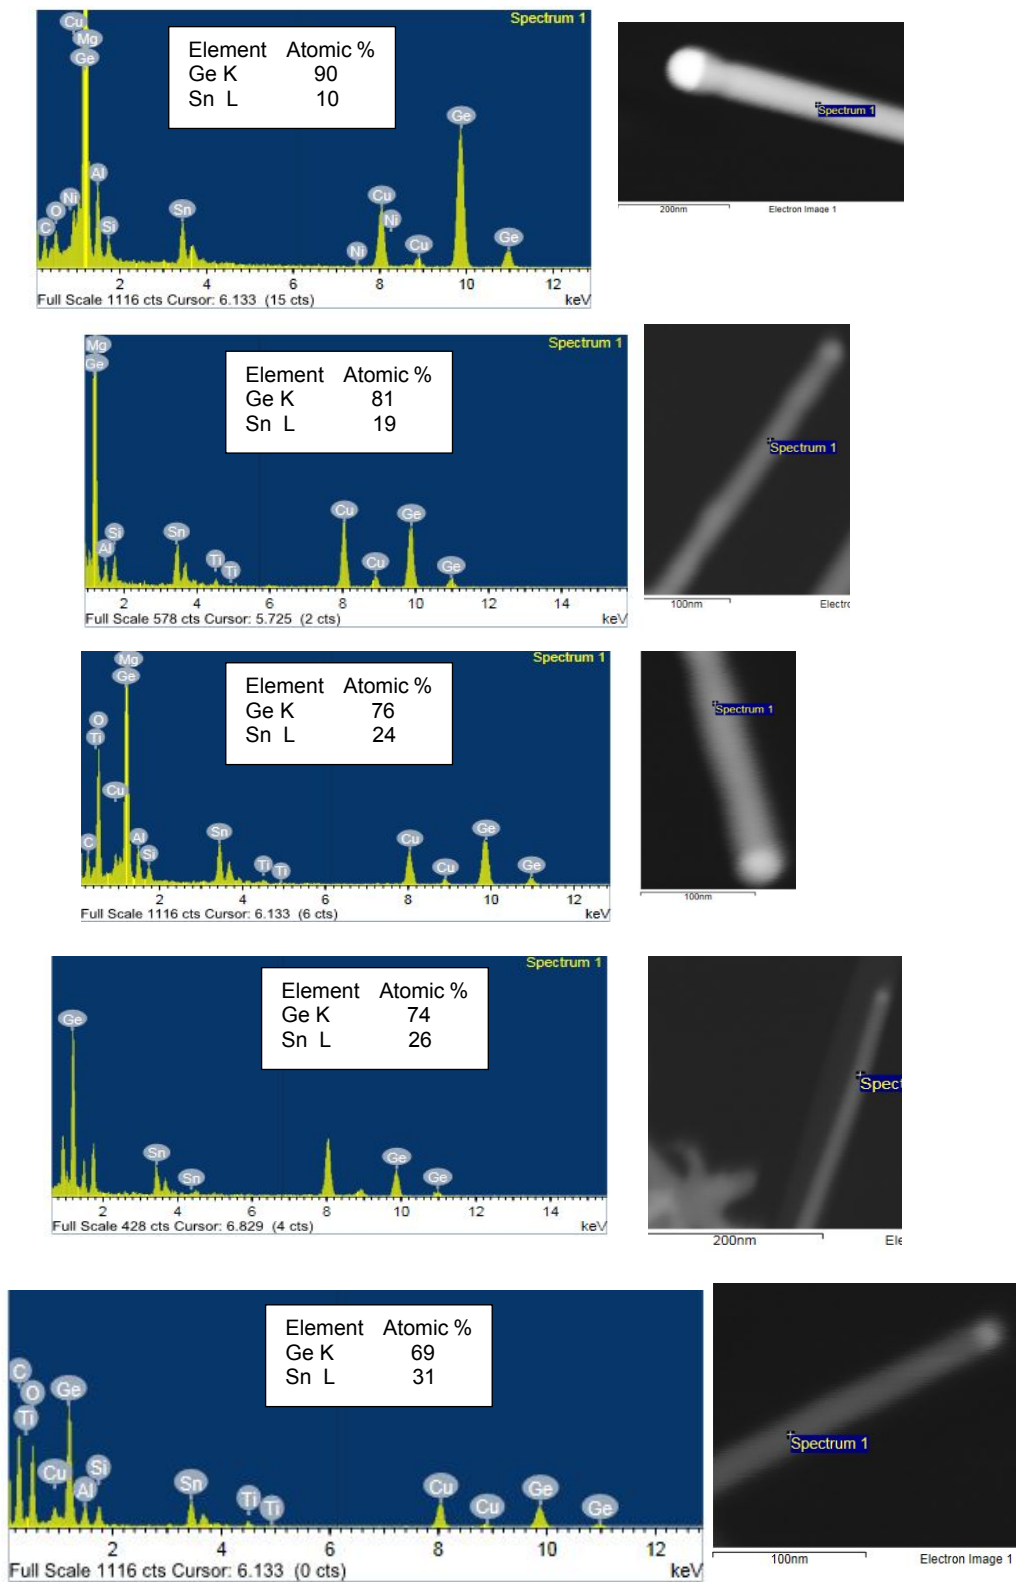 Spectrum 1
Element Atomic %
Ge K 90
Sn L 10
Cu
Mg
Ge
Al
Ni
O
C
Si
Sn
Ni
Cu
Ni
Cu
Ge
Ge
2 4 6 8 10 12
Full Scale 1116 cts Cursor: 6.133 (15 cts) keV
Spectrum 1
200nm Electron Image 1
Spectrum 1
Element Atomic %
Ge K 81
Sn L 19
Mg
Ge
Si
Al
Sn
Ti
Ti
Cu
Cu
Ge
Ge
2 4 6 8 10 12 14
Full Scale 578 cts Cursor: 5.725 (2 cts) keV
Spectrum 1
100nm Electro
Spectrum 1
Element Atomic %
Ge K 76
Sn L 24
Mg
Ge
O
Ti
Cu
C
Al
Si
Sn
Ti
Ti
Cu
Cu
Ge
Ge
2 4 6 8 10 12
Full Scale 1116 cts Cursor: 6.133 (6 cts) keV
Spectrum 1
100nm
Spectrum 1
Element Atomic %
Ge K 74
Sn L 26
Ge
Sn
Sn
Ge
Ge
2 4 6 8 10 12 14
Full Scale 428 cts Cursor: 6.829 (4 cts) keV
Spect
200nm Ele
Element Atomic %
Ge K 69
Sn L 31
C
O
Ti
Ge
Cu
Si
Al
Sn
Ti
Ti
Cu
Cu
Ge
Ge
2 4 6 8 10 12
Full Scale 1116 cts Cursor: 6.133 (0 cts) keV
Spectrum 1
100nm Electron Image 1